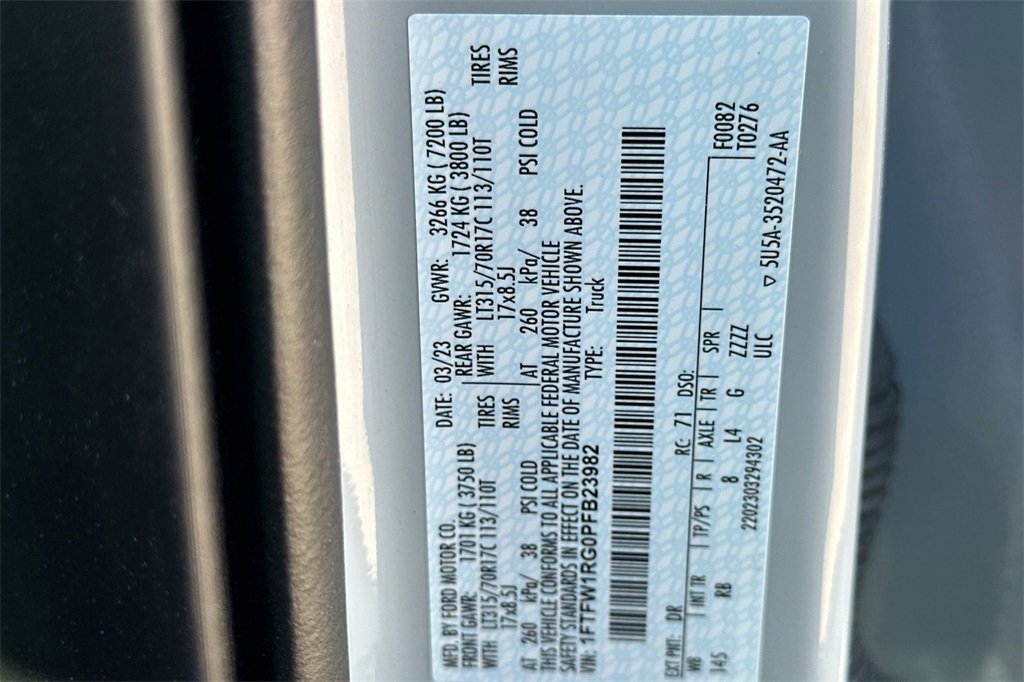 MFD. BY FORD MOTOR CO.
DATE: 03/23 GVWR: 3266 KG ( 7200 LB)
FRONT GAWR: 1701 KG ( 3750 LB) REAR GAWR: 1724 KG ( 3800 LB)
WITH LT315/70R17C 113/110T TIRES WITH LT315/70R17C 113/110T TIRES
17x8.5J RIMS 17x8.5J RIMS
AT 260 kPa/ 38 PSI COLD AT 260 kPa/ 38 PSI COLD
THIS VEHICLE CONFORMS TO ALL APPLICABLE FEDERAL MOTOR VEHICLE
SAFETY STANDARDS IN EFFECT ON THE DATE OF MANUFACTURE SHOWN ABOVE.
VIN: 1FTFW1RG0PFB23982 TYPE: Truck
EXT PNT: DR RC: 71 DSO: F0082
WB INT TR TP/PS R AXLE TR SPR T0276
145 RB 8 L4 G ZZZZ
2202303294302 ULC
▽ 5U5A-3520472-AA